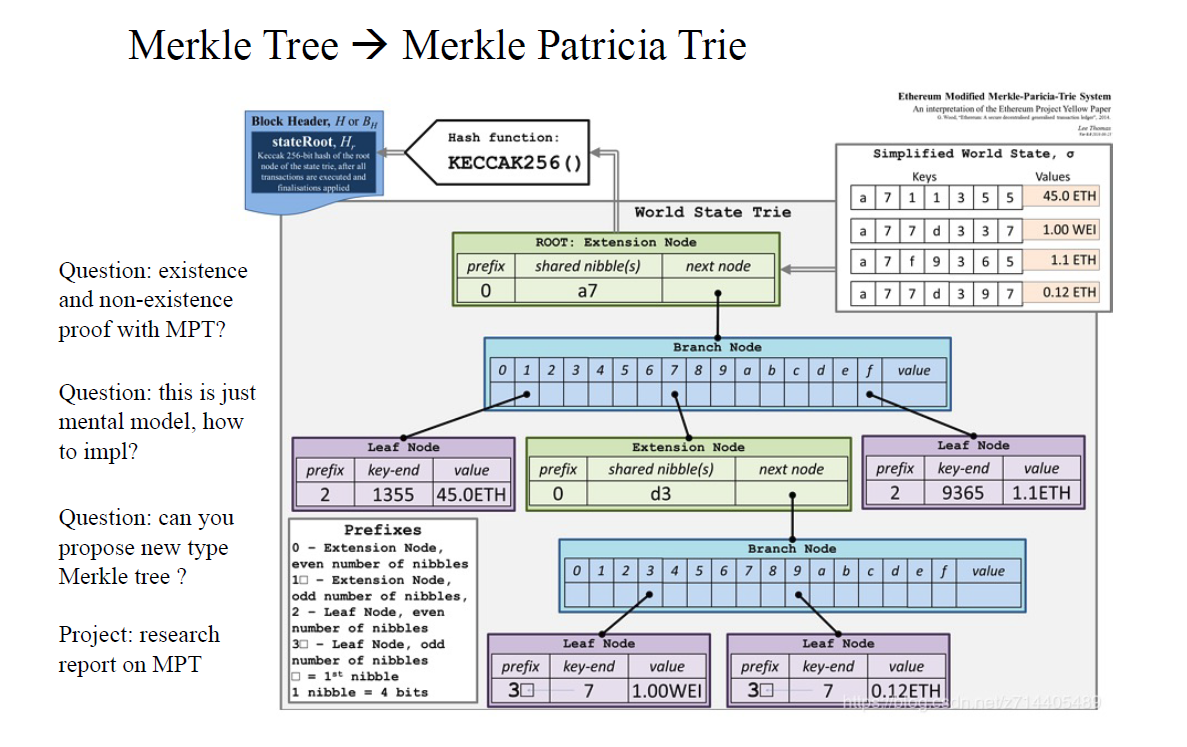 Merkle Tree → Merkle Patricia Trie
Ethereum Modified Merkle-Paricia-Trie System
An interpretation of the Ethereum Project Yellow Paper
G. Wood, "Ethereum: A secure decentralised generalised transaction ledger", 2014.
Lee Thomas
Block Header, H or B_H
stateRoot, H_r
Keccak 256-bit hash of the root
node of the state trie, after all
transactions are executed and
finalisations applied
Hash function:
KECCAK256()
Simplified World State, σ
Keys Values
a 7 1 1 3 5 5 45.0 ETH
a 7 7 d 3 3 7 1.00 WEI
a 7 f 9 3 6 5 1.1 ETH
a 7 7 d 3 9 7 0.12 ETH
World State Trie
ROOT: Extension Node
prefix shared nibble(s) next node
0 a7
Question: existence
and non-existence
proof with MPT?
Question: this is just
mental model, how
to impl?
Question: can you
propose new type
Merkle tree ?
Project: research
report on MPT
Branch Node
0 1 2 3 4 5 6 7 8 9 a b c d e f value
Leaf Node
prefix key-end value
2 1355 45.0ETH
Extension Node
prefix shared nibble(s) next node
0 d3
Leaf Node
prefix key-end value
2 9365 1.1ETH
Prefixes
0 - Extension Node,
even number of nibbles
1□ - Extension Node,
odd number of nibbles,
2 - Leaf Node, even
number of nibbles
3□ - Leaf Node, odd
number of nibbles
□ = 1st nibble
1 nibble = 4 bits
Branch Node
0 1 2 3 4 5 6 7 8 9 a b c d e f value
Leaf Node
prefix key-end value
3□ 7 1.00WEI
Leaf Node
prefix key-end value
3□ 7 0.12ETH
https://blog.csdn.net/z714405489